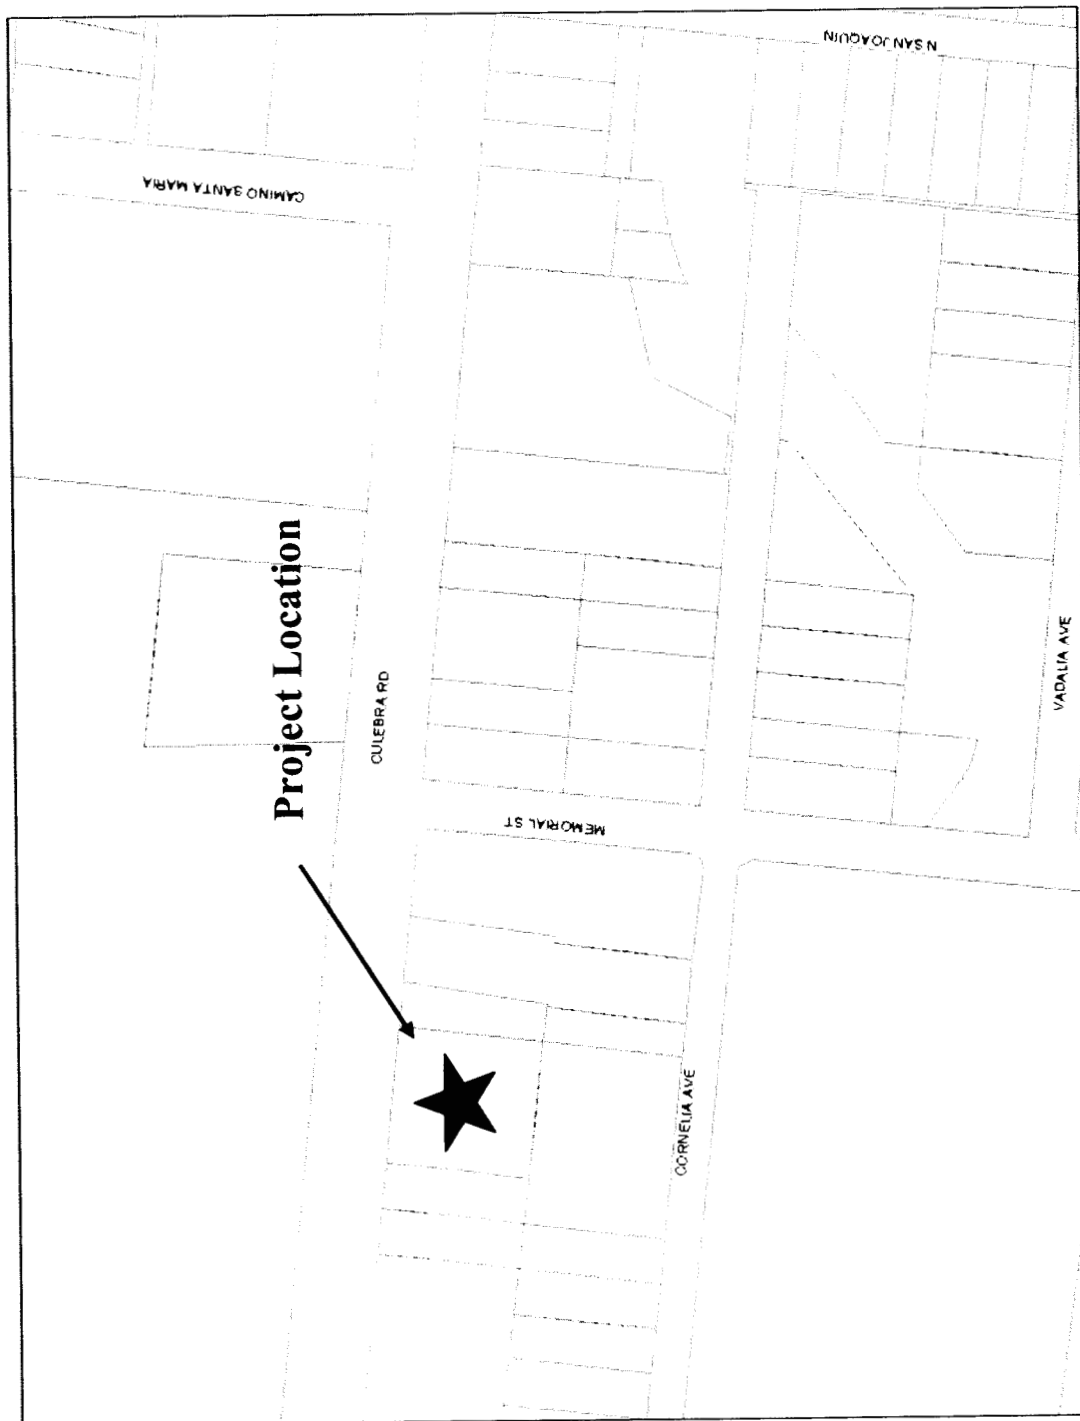 N SAN JOAQUIN
CAMINO SANTA MARIA
Project Location
CULEBRA RD
MEMORIAL ST
VADALIA AVE
CORNELIA AVE